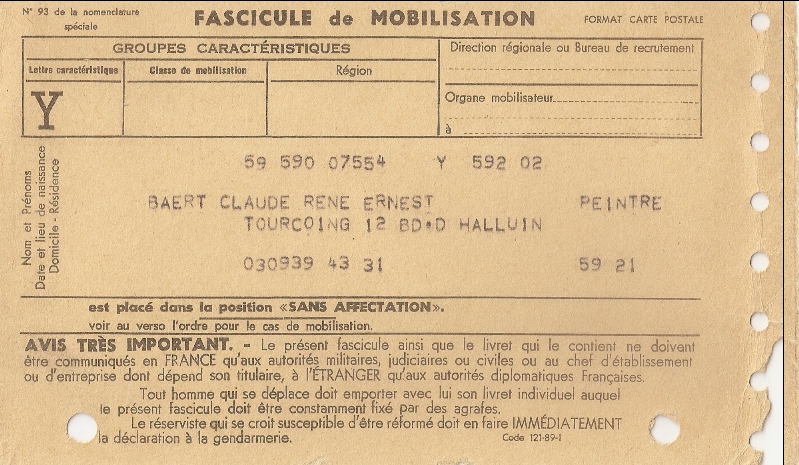 N° 93 de la nomenclature
spéciale
FASCICULE de MOBILISATION
FORMAT CARTE POSTALE
GROUPES CARACTÉRISTIQUES
Lettre caractéristique
Classe de mobilisation
Région
Y
Direction régionale ou Bureau de recrutement
Organe mobilisateur
à
Nom et Prénoms
Date et lieu de naissance
Domicile - Résidence
59 590 07554 Y 592 02
BAERT CLAUDE RENE ERNEST PEINTRE
TOURCOING 12 BD•D HALLUIN
030939 43 31 59 21
est placé dans la position «SANS AFFECTATION».
voir au verso l'ordre pour le cas de mobilisation.
AVIS TRÈS IMPORTANT. - Le présent fascicule ainsi que le livret qui le contient ne doivent
être communiqués en FRANCE qu'aux autorités militaires, judiciaires ou civiles ou au chef d'établissement
ou d'entreprise dont dépend son titulaire, à l'ÉTRANGER qu'aux autorités diplomatiques Françaises.
Tout homme qui se déplace doit emporter avec lui son livret individuel auquel
le présent fascicule doit être constamment fixé par des agrafes.
Le réserviste qui se croit susceptible d'être réformé doit en faire IMMÉDIATEMENT
la déclaration à la gendarmerie.
Code 121-89-1